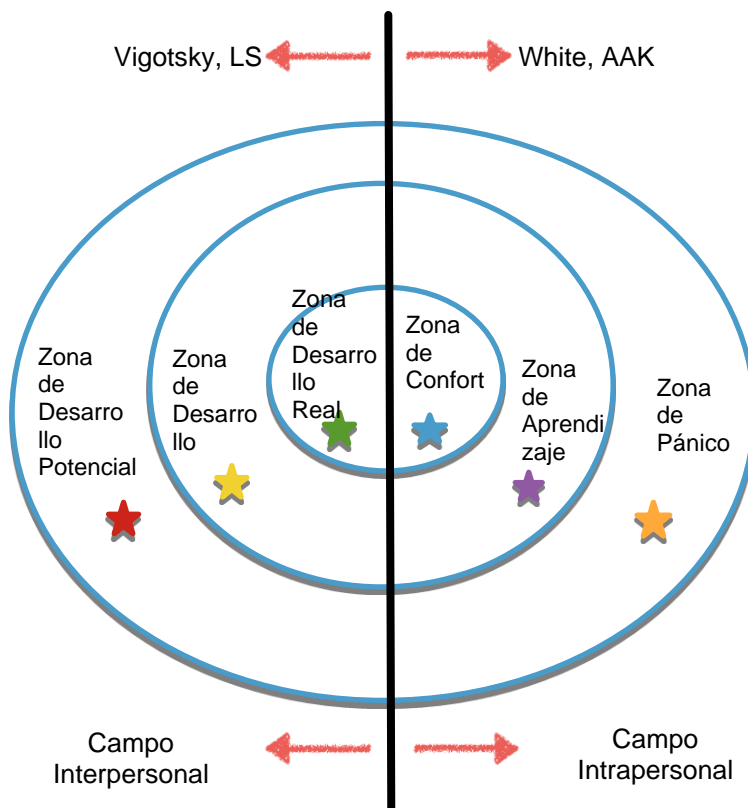 Vigotsky, LS
White, AAK
Zona
de
Desarro
llo
Potencial
Zona
de
Desarro
llo
Zona
de
Desarro
llo
Real
Zona
de
Confort
Zona
de
Aprendi
zaje
Zona
de
Pánico
Campo
Interpersonal
Campo
Intrapersonal